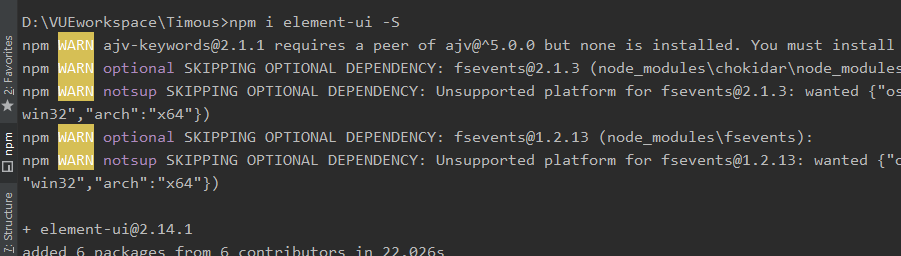 D:\VUEworkspace\Timous>npm i element-ui -S
npm WARN ajv-keywords@2.1.1 requires a peer of ajv@^5.0.0 but none is installed. You must install
npm WARN optional SKIPPING OPTIONAL DEPENDENCY: fsevents@2.1.3 (node_modules\chokidar\node_modules
npm WARN notsup SKIPPING OPTIONAL DEPENDENCY: Unsupported platform for fsevents@2.1.3: wanted {"os
win32","arch":"x64"})
npm WARN optional SKIPPING OPTIONAL DEPENDENCY: fsevents@1.2.13 (node_modules\fsevents):
npm WARN notsup SKIPPING OPTIONAL DEPENDENCY: Unsupported platform for fsevents@1.2.13: wanted {"o
"win32","arch":"x64"})
+ element-ui@2.14.1
added 6 packages from 6 contributors in 22.026s
2: Favorites
npm
7: Structure